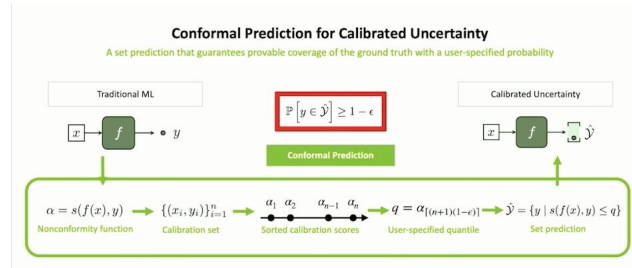 Conformal Prediction for Calibrated Uncertainty
A set prediction that guarantees provable coverage of the ground truth with a user-specified probability
Traditional ML
Calibrated Uncertainty
ℙ[y ∈ Ŷ] ≥ 1 − ϵ
x f y
x f Ŷ
Conformal Prediction
α = s(f(x), y) {(xᵢ, yᵢ)}ⁿᵢ₌₁ α₁ α₂ αₙ₋₁ αₙ q = α⌈(n+1)(1−ϵ)⌉ Ŷ = {y | s(f(x), y) ≤ q}
Nonconformity function Calibration set Sorted calibration scores User-specified quantile Set prediction